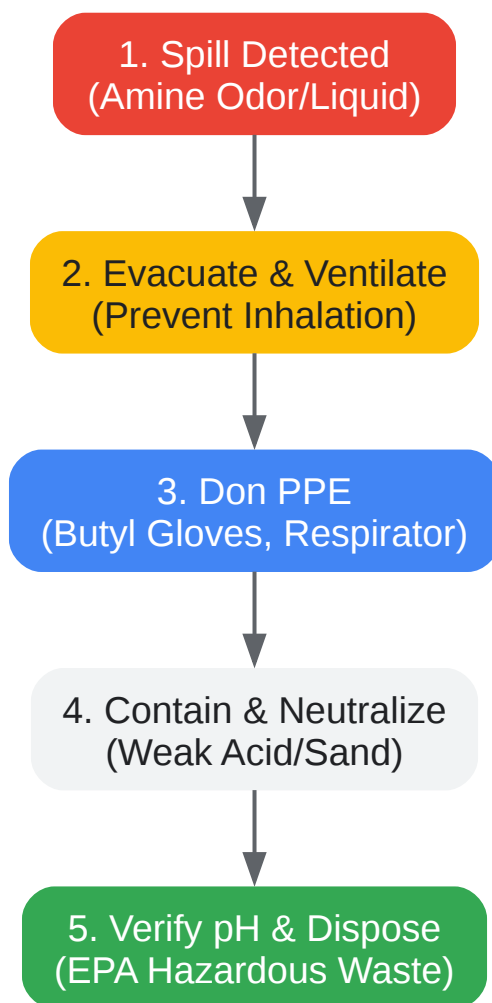 1. Spill Detected
(Amine Odor/Liquid)
2. Evacuate & Ventilate
(Prevent Inhalation)
3. Don PPE
(Butyl Gloves, Respirator)
4. Contain & Neutralize
(Weak Acid/Sand)
5. Verify pH & Dispose
(EPA Hazardous Waste)